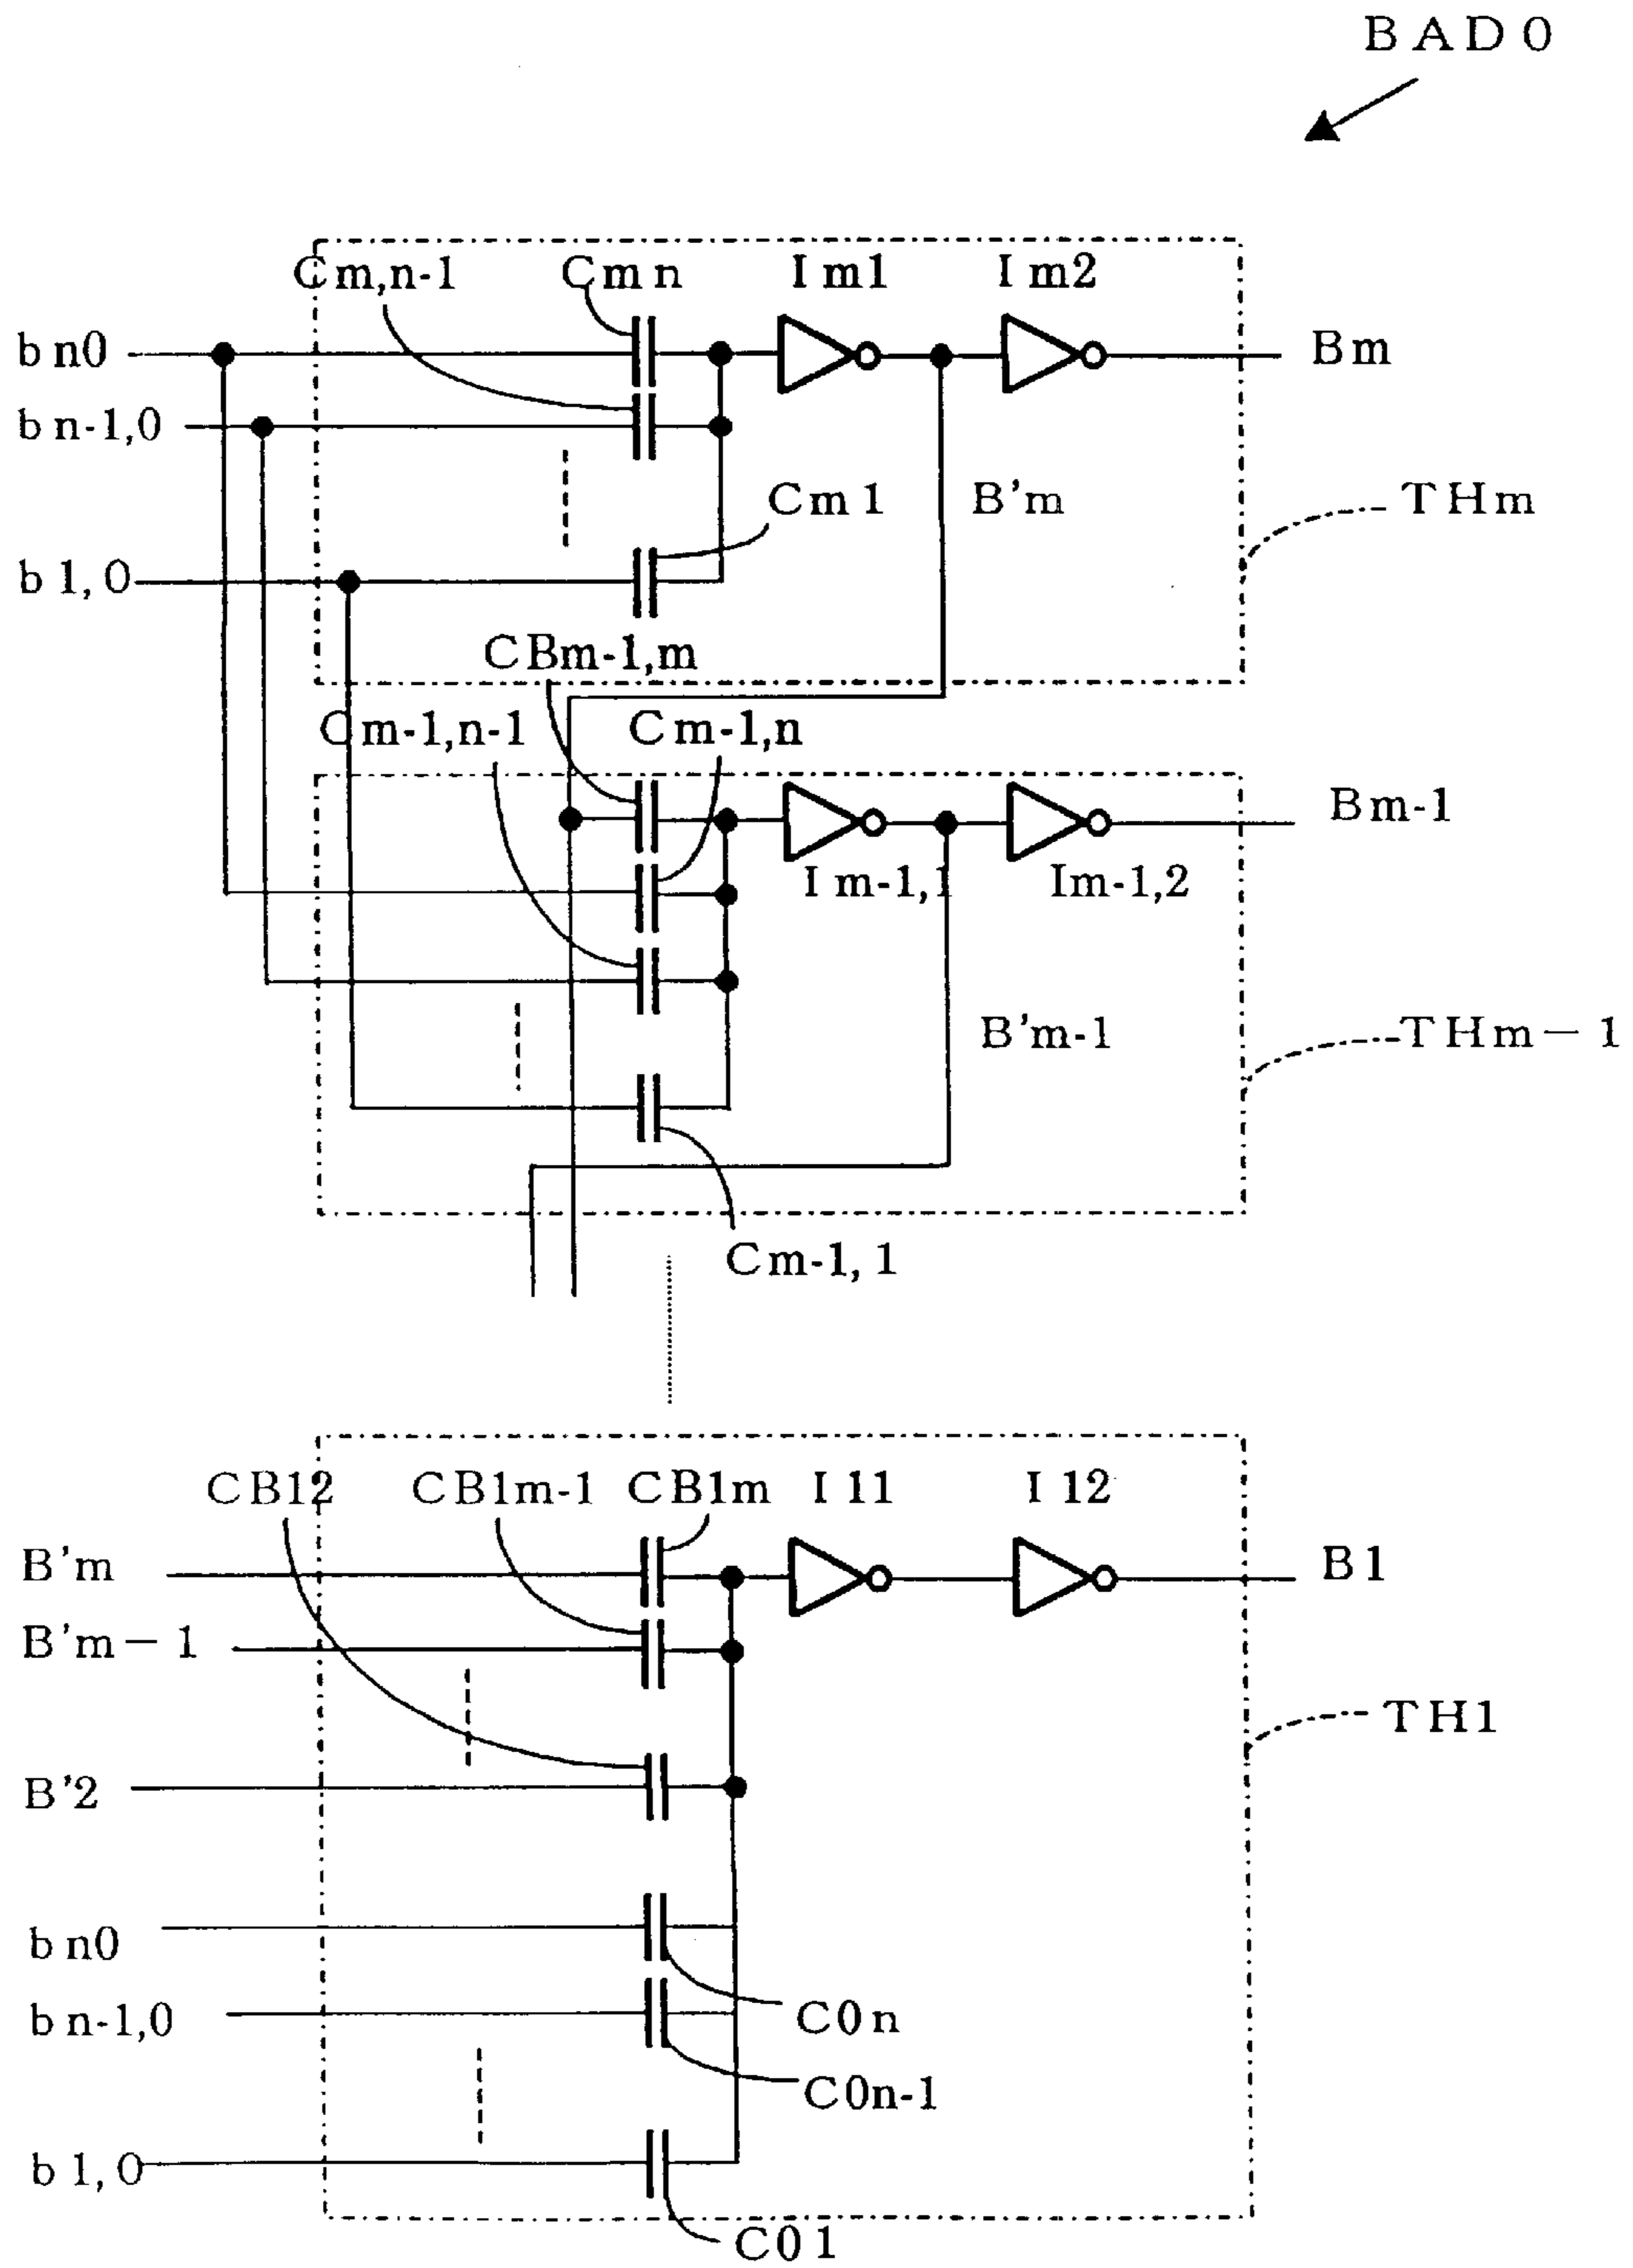 BAD0
Cm,n-1 Cmn Im1 Im2
bn0 Bm
bn-1,0
Cm1 B'm THm
b1,0
CBm-1,m
Cm-1,n-1 Cm-1,n
Bm-1
Im-1,1 Im-1,2
B'm-1 THm-1
Cm-1,1
CB12 CB1m-1 CB1m I11 I12
B'm B1
B'm-1
TH1
B'2
bn0
C0n
bn-1,0
C0n-1
b1,0
C01